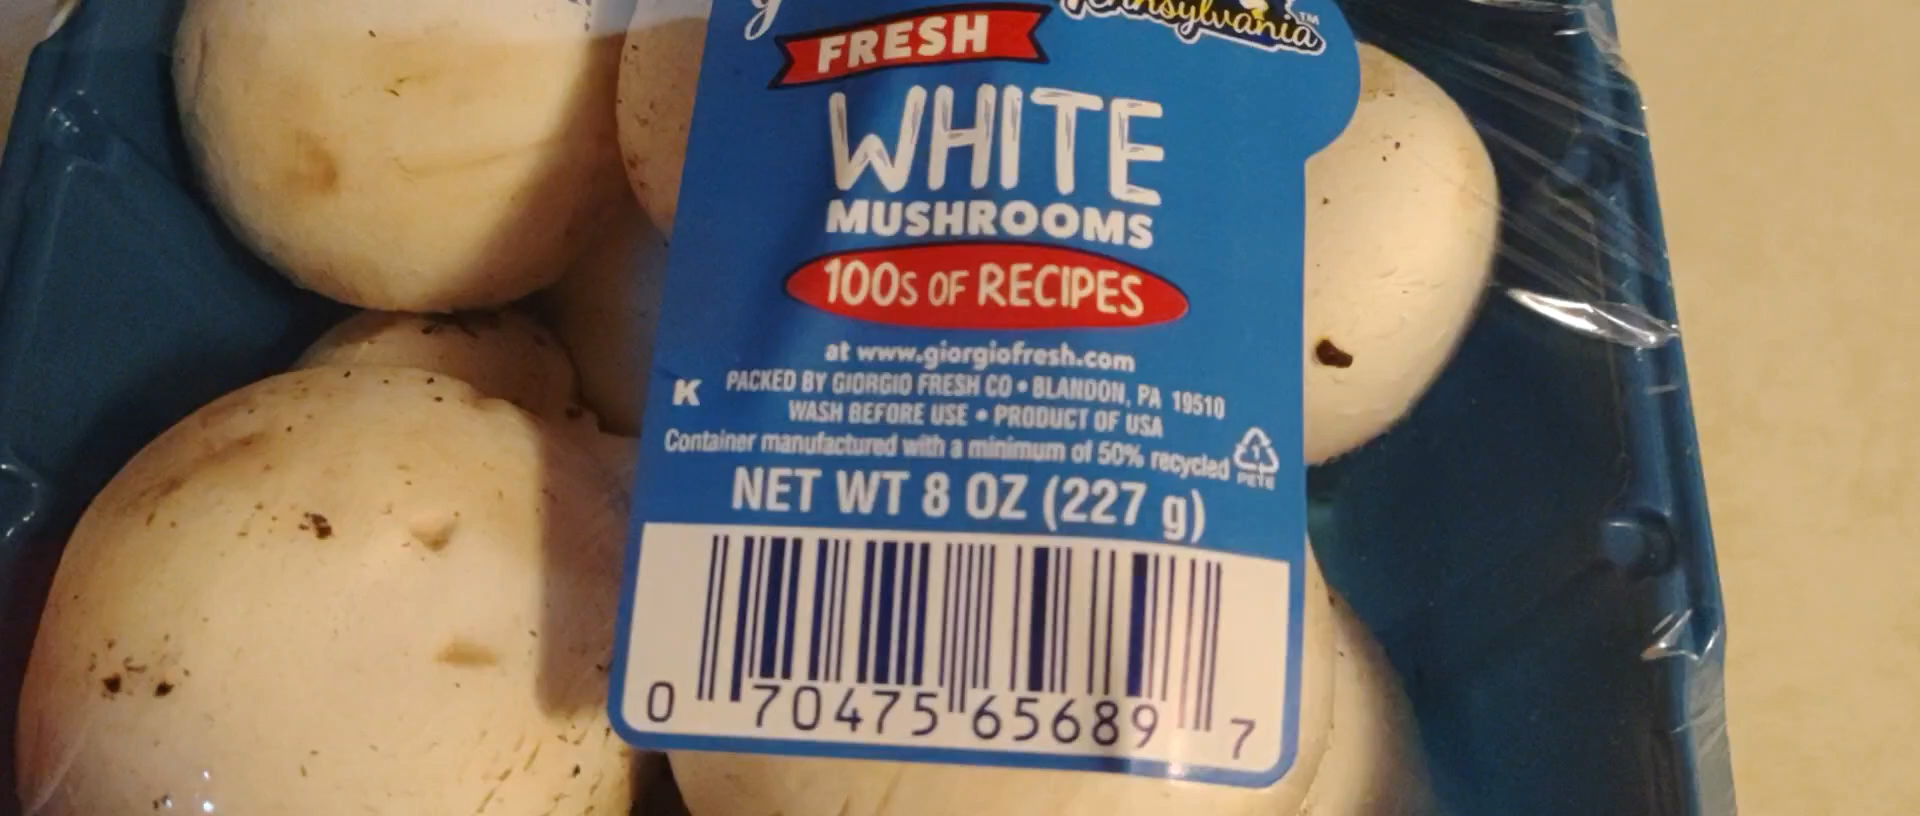 Pennsylvania™
FRESH
WHITE
MUSHROOMS
100s OF RECIPES
at www.giorgiofresh.com
K PACKED BY GIORGIO FRESH CO • BLANDON, PA 19510
WASH BEFORE USE • PRODUCT OF USA
Container manufactured with a minimum of 50% recycled
1
PETE
NET WT 8 OZ (227 g)
0 70475 65689 7